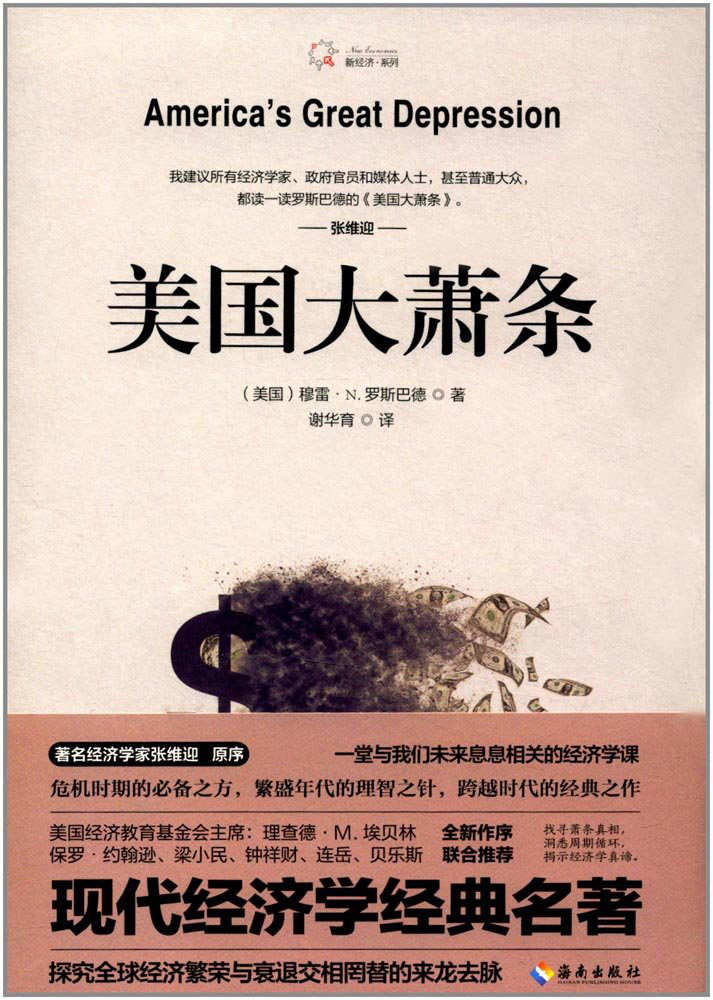 New Economics
新经济·系列
America's Great Depression
我建议所有经济学家、政府官员和媒体人士，甚至普通大众，
都读一读罗斯巴德的《美国大萧条》。
张维迎
美国大萧条
（美国）穆雷·N.罗斯巴德◎著
谢华育◎译
著名经济学家张维迎 原序 一堂与我们未来息息相关的经济学课
危机时期的必备之方，繁盛年代的理智之针，跨越时代的经典之作
美国经济教育基金会主席：理查德·M.埃贝林 全新作序
保罗·约翰逊、梁小民、钟祥财、连岳、贝乐斯 联合推荐
找寻萧条真相，
洞悉周期循环，
揭示经济学真谛。
现代经济学经典名著
探究全球经济繁荣与衰退交相罔替的来龙去脉
海南出版社
HAINAN PUBLISHING HOUSE